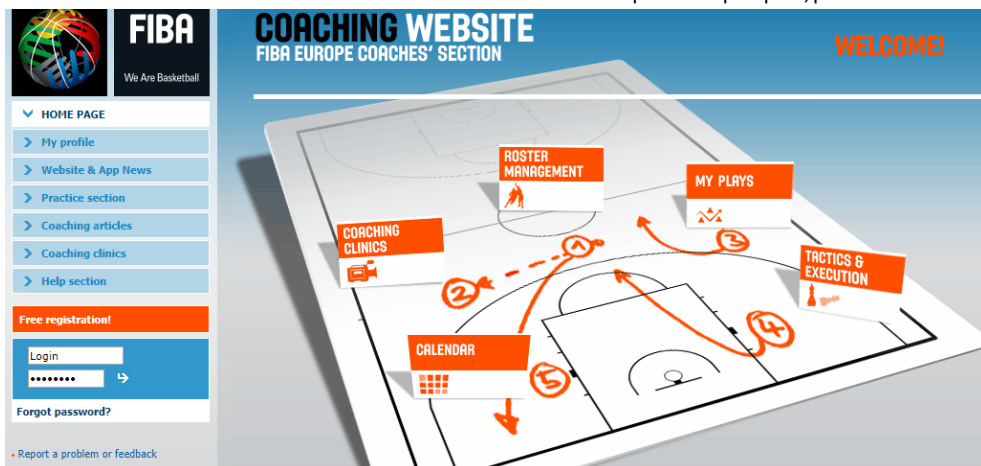 FIBA
We Are Basketball
COACHING WEBSITE
FIBA EUROPE COACHES' SECTION
WELCOME!
HOME PAGE
My profile
Website & App News
Practice section
Coaching articles
Coaching clinics
Help section
Free registration!
Login
••••••••
Forgot password?
• Report a problem or feedback
ROSTER
MANAGEMENT
MY PLAYS
COACHING
CLINICS
TACTICS &
EXECUTION
CALENDAR
1
2
3
4
5